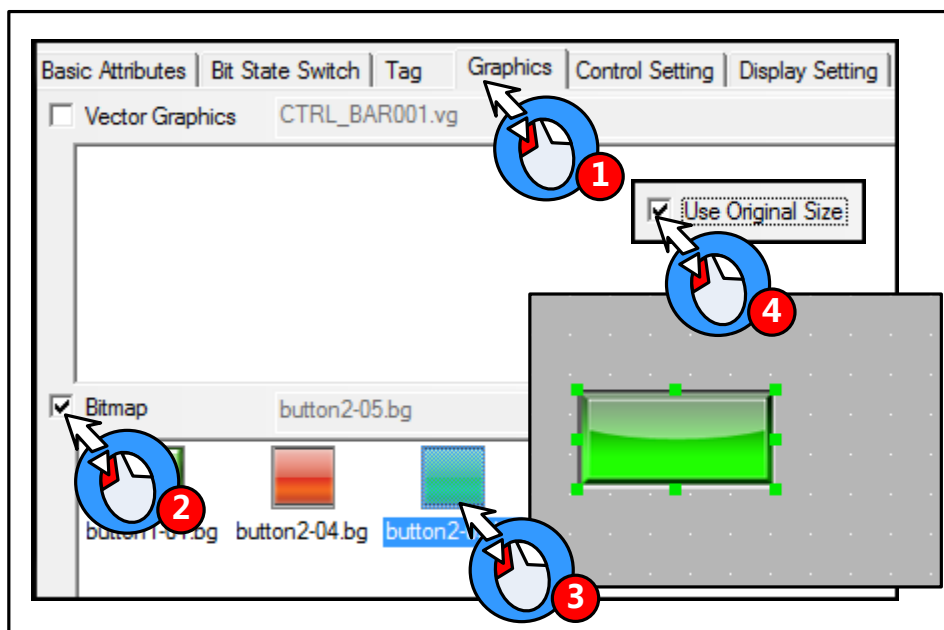 Basic Attributes Bit State Switch Tag Graphics Control Setting Display Setting
Vector Graphics CTRL_BAR001.vg
1
Use Original Size
4
Bitmap button2-05.bg
2
button2-04.bg
3